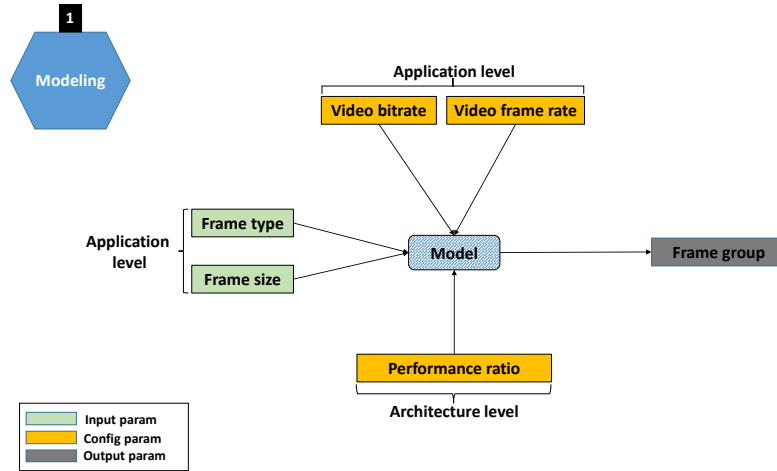 1
Modeling
Application level
Video bitrate
Video frame rate
Frame type
Application
level
Frame size
Model
Frame group
Performance ratio
Architecture level
Input param
Config param
Output param